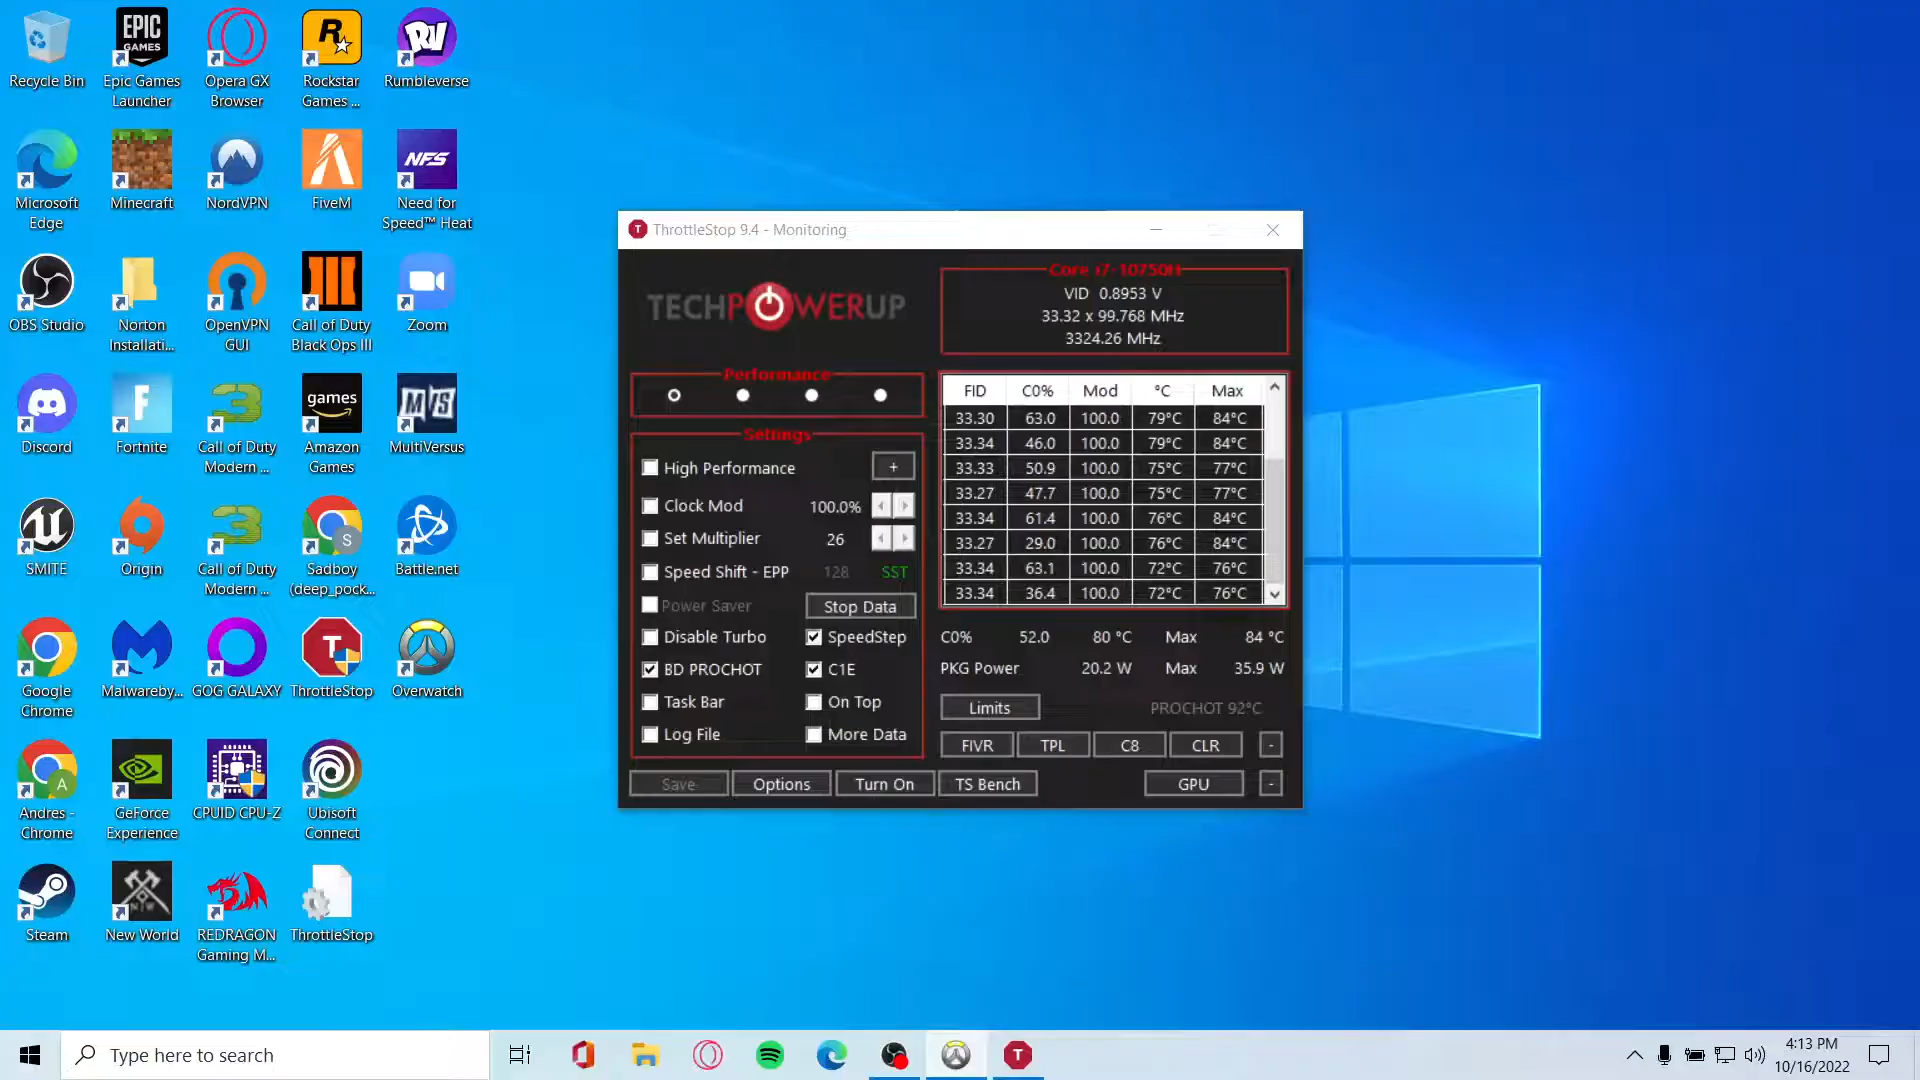 Recycle Bin
EPIC
GAMES
Epic Games
Launcher
Opera GX
Browser
R
Rockstar
Games ...
RV
Rumbleverse
Microsoft
Edge
Minecraft
NordVPN
FiveM
NFS
Need for
Speed™ Heat
OBS Studio
Norton
Installati...
OpenVPN
GUI
Call of Duty
Black Ops III
Zoom
Discord
F
Fortnite
3
Call of Duty
Modern ...
games
Amazon
Games
M/S
MultiVersus
SMITE
Origin
3
Call of Duty
Modern ...
S
Sadboy
(deep_pock...
Battle.net
Google
Chrome
Malwareby...
GOG GALAXY
T
ThrottleStop
Overwatch
A
Andres -
Chrome
GeForce
Experience
CPUID CPU-Z
Ubisoft
Connect
Steam
NW
New World
REDRAGON
Gaming M...
ThrottleStop
T ThrottleStop 9.4 - Monitoring
TECHPOWERUP
Core i7-10750H
VID 0.8953 V
33.32 x 99.768 MHz
3324.26 MHz
Performance
Settings
High Performance +
Clock Mod 100.0%
Set Multiplier 26
Speed Shift - EPP 128 SST
Power Saver Stop Data
Disable Turbo SpeedStep
BD PROCHOT C1E
Task Bar On Top
Log File More Data
FID C0% Mod °C Max
33.30 63.0 100.0 79°C 84°C
33.34 46.0 100.0 79°C 84°C
33.33 50.9 100.0 75°C 77°C
33.27 47.7 100.0 75°C 77°C
33.34 61.4 100.0 76°C 84°C
33.27 29.0 100.0 76°C 84°C
33.34 63.1 100.0 72°C 76°C
33.34 36.4 100.0 72°C 76°C
C0% 52.0 80 °C Max 84 °C
PKG Power 20.2 W Max 35.9 W
Limits PROCHOT 92°C
FIVR TPL C8 CLR -
Save Options Turn On TS Bench GPU -
Type here to search
T
4:13 PM
10/16/2022